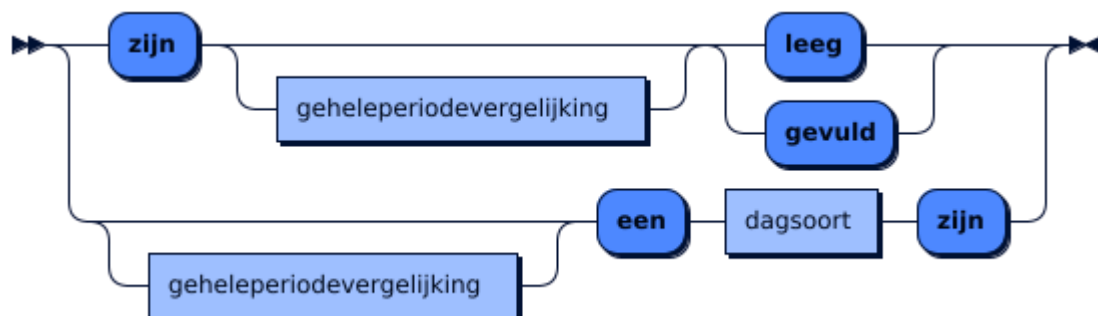 zijn leeg
geheleperiodevergelijking
gevuld
een dagsoort zijn
geheleperiodevergelijking